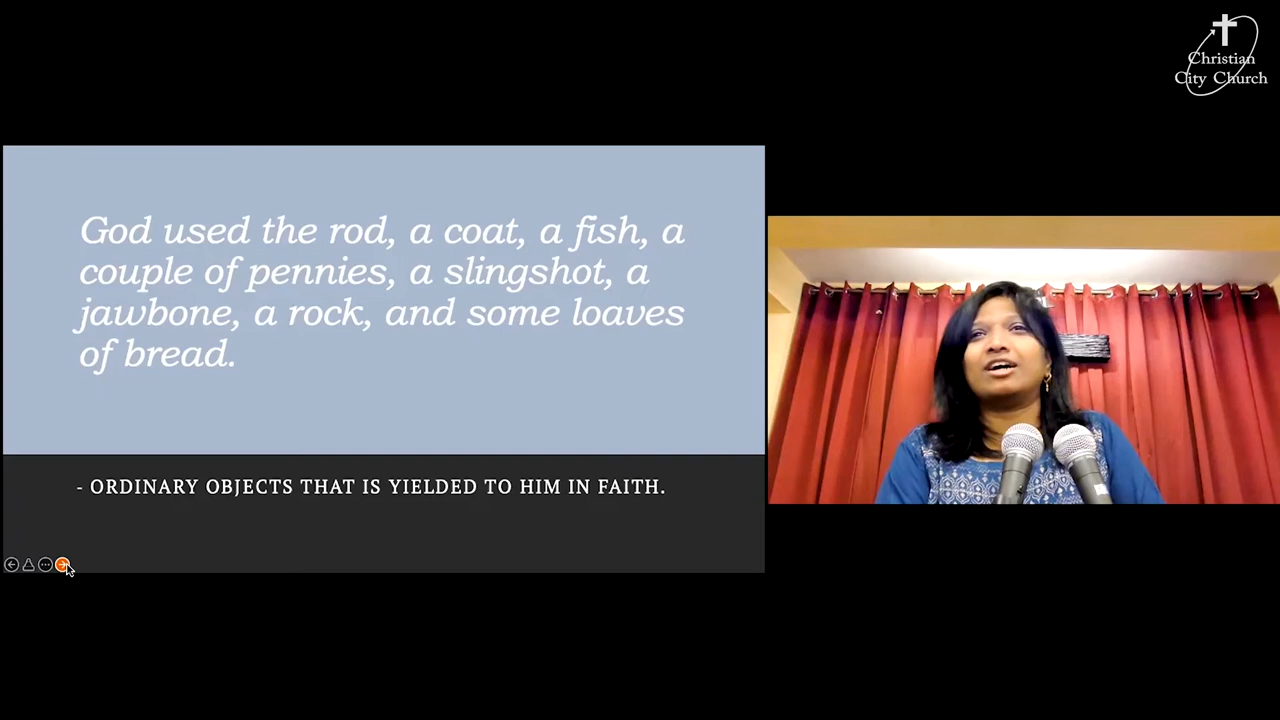 Christian
City Church
God used the rod, a coat, a fish, a
couple of pennies, a slingshot, a
jawbone, a rock, and some loaves
of bread.
- ORDINARY OBJECTS THAT IS YIELDED TO HIM IN FAITH.